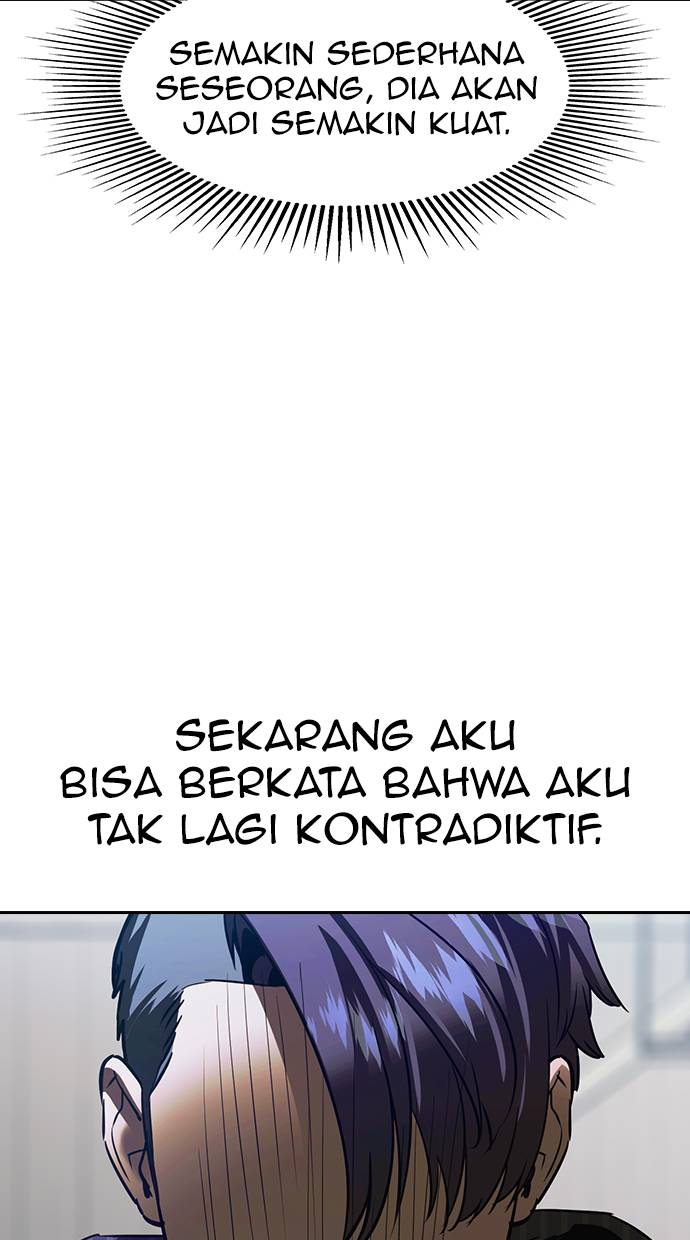 SEMAKIN SEDERHANA
SESEORANG, DIA AKAN
JADI SEMAKIN KUAT.
SEKARANG AKU
BISA BERKATA BAHWA AKU
TAK LAGI KONTRADIKTIF.